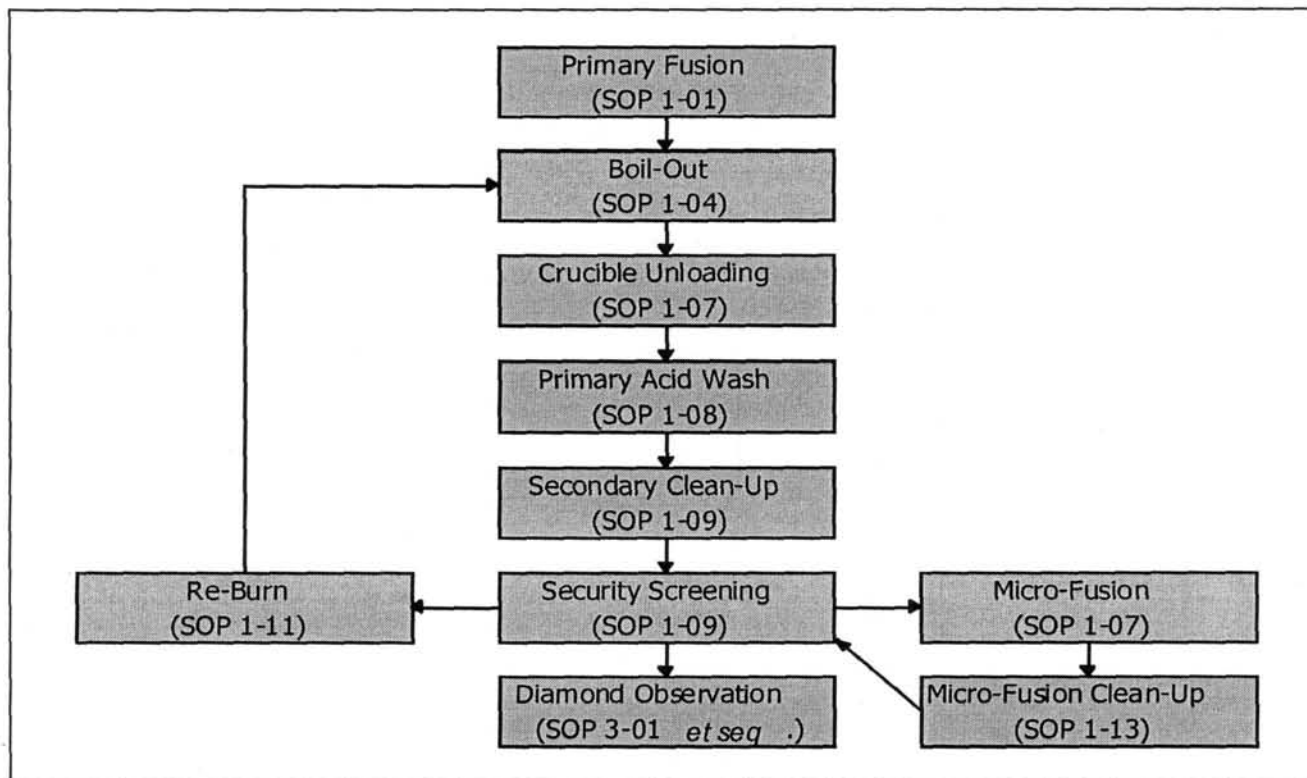 Primary Fusion
(SOP 1-01)
Boil-Out
(SOP 1-04)
Crucible Unloading
(SOP 1-07)
Primary Acid Wash
(SOP 1-08)
Secondary Clean-Up
(SOP 1-09)
Re-Burn
(SOP 1-11)
Security Screening
(SOP 1-09)
Micro-Fusion
(SOP 1-07)
Diamond Observation
(SOP 3-01 et seq .)
Micro-Fusion Clean-Up
(SOP 1-13)